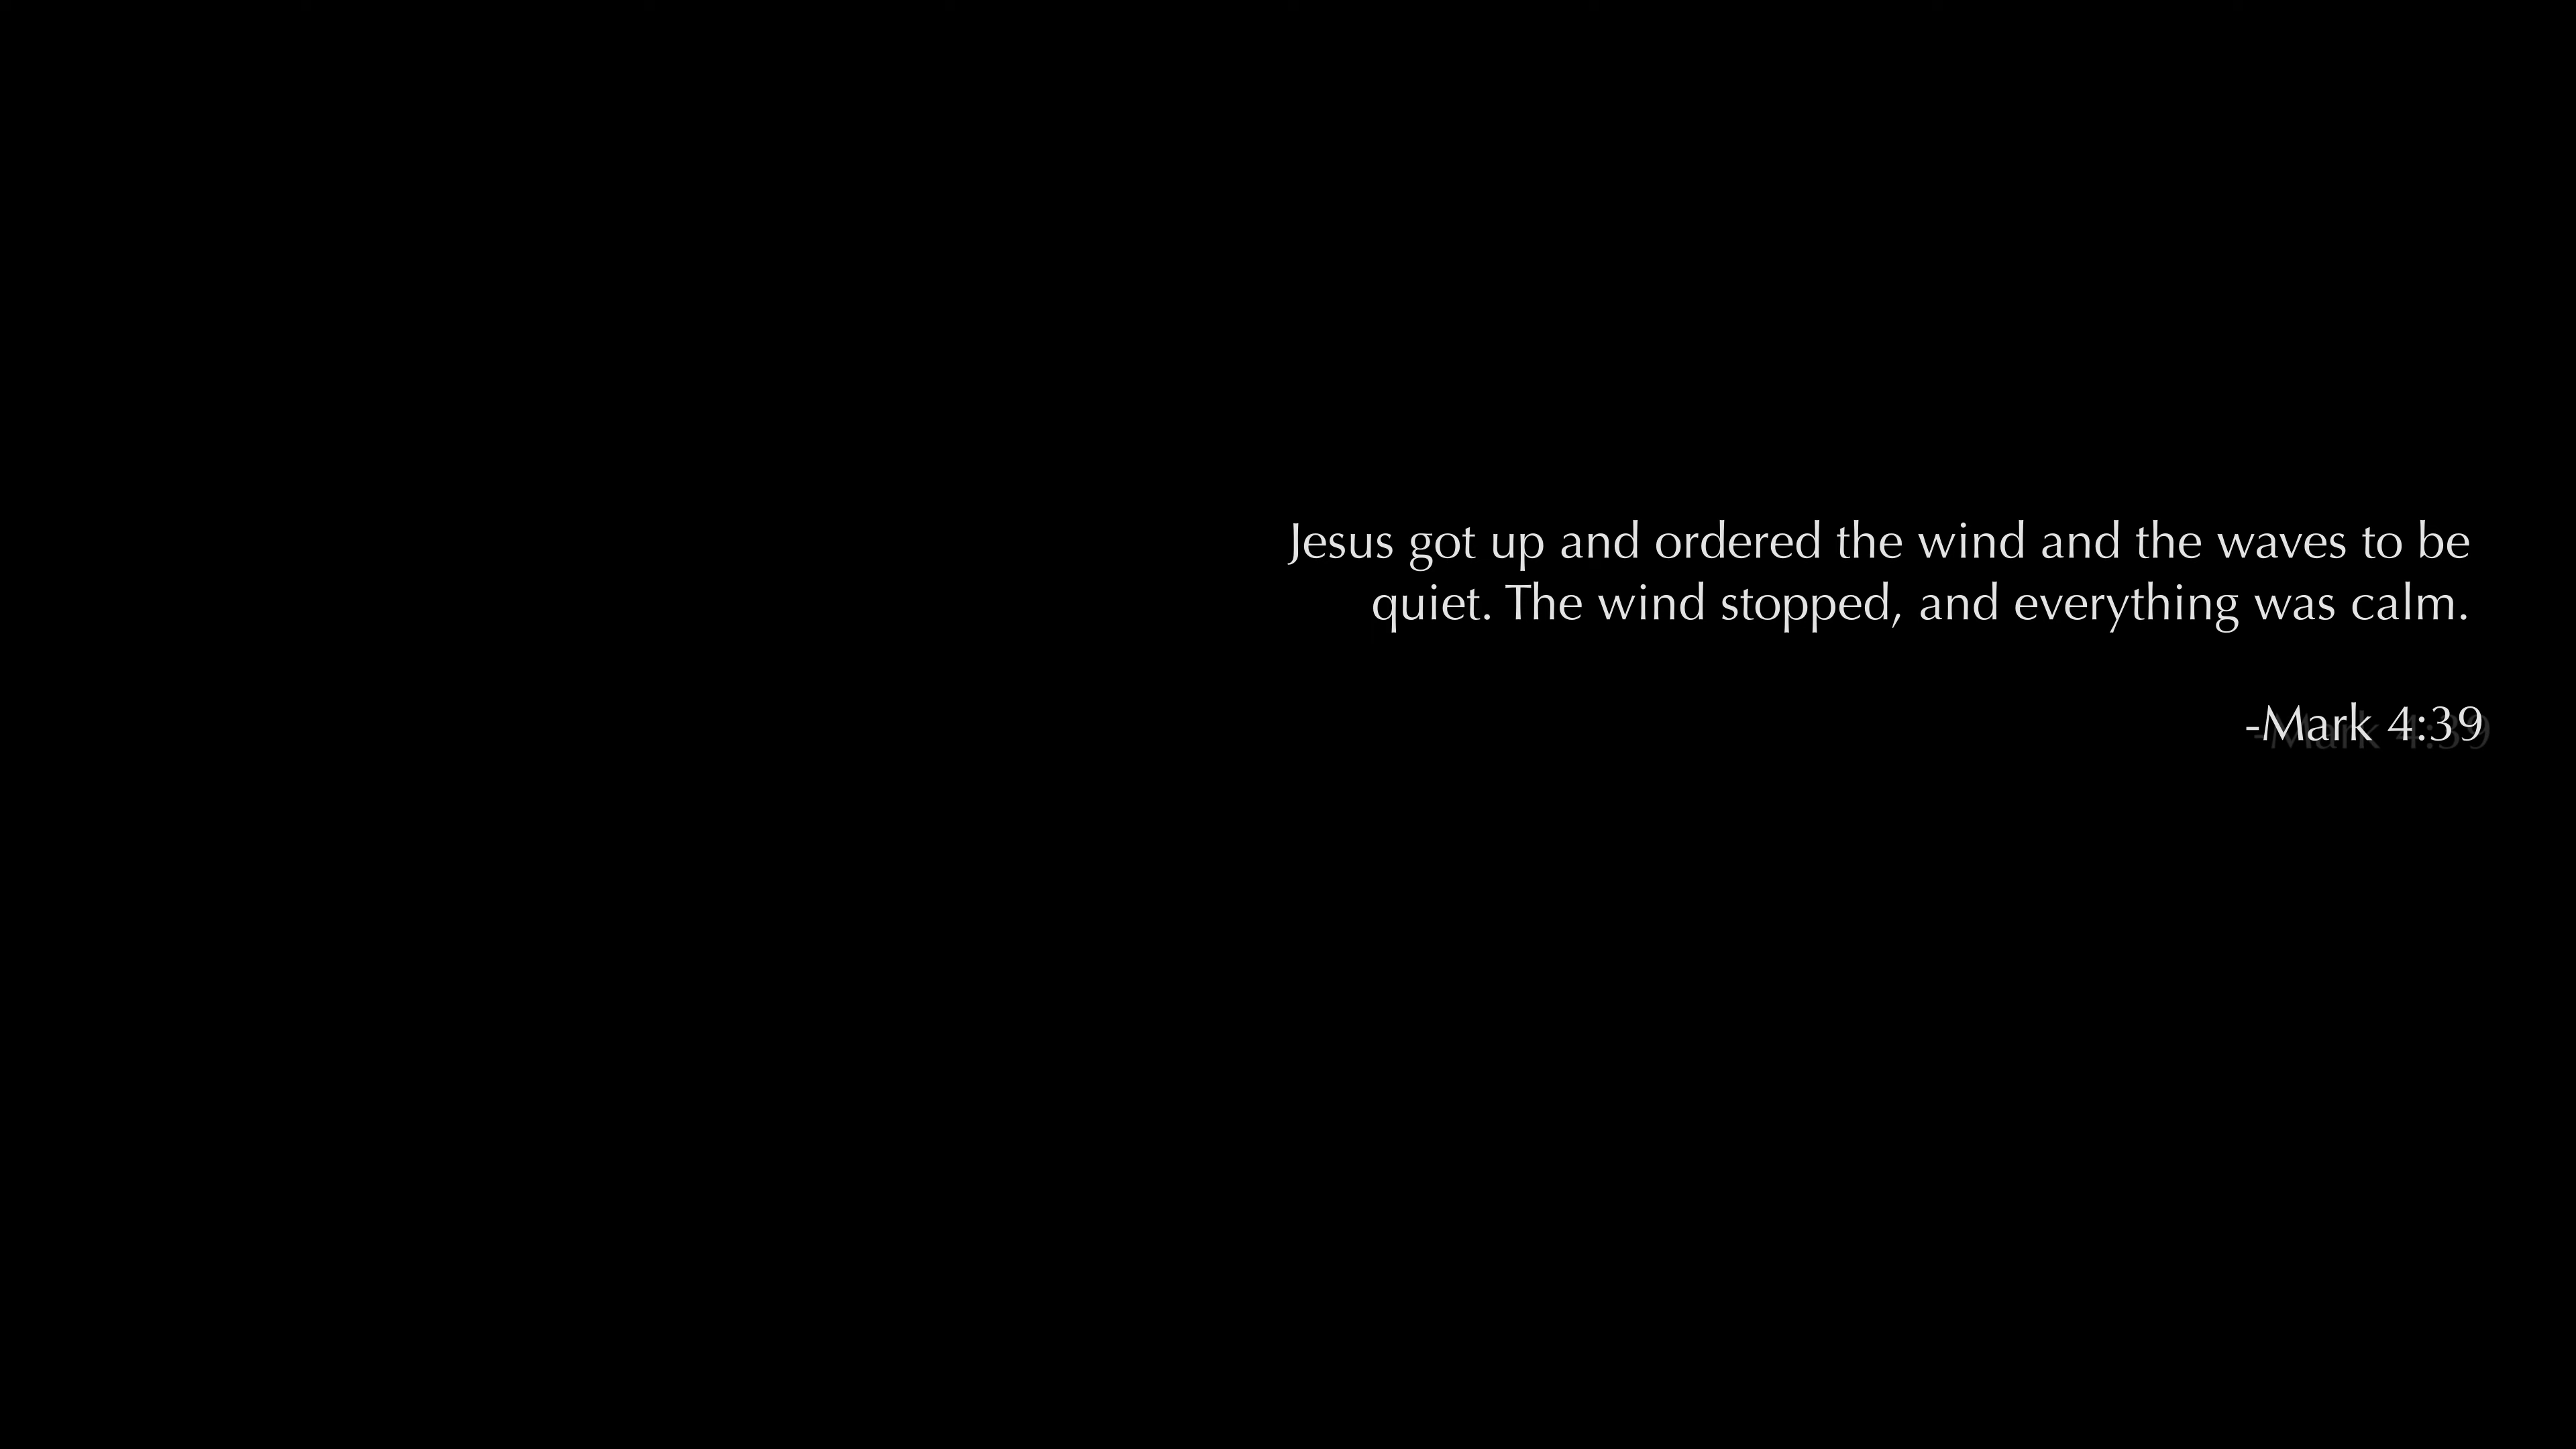 Jesus got up and ordered the wind and the waves to be
quiet. The wind stopped, and everything was calm.
-Mark 4:39